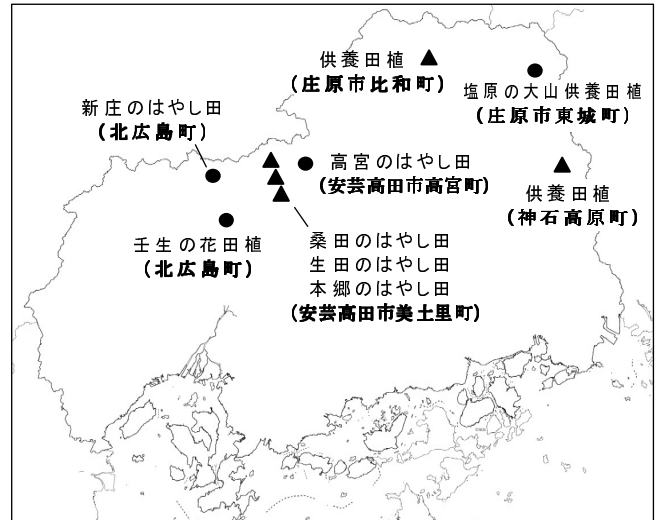 供養田植
(庄原市比和町)
塩原の大山供養田植
(庄原市東城町)
新庄のはやし田
(北広島町)
高宮のはやし田
(安芸高田市高宮町)
供養田植
(神石高原町)
壬生の花田植
(北広島町)
桑田のはやし田
生田のはやし田
本郷のはやし田
(安芸高田市美土里町)